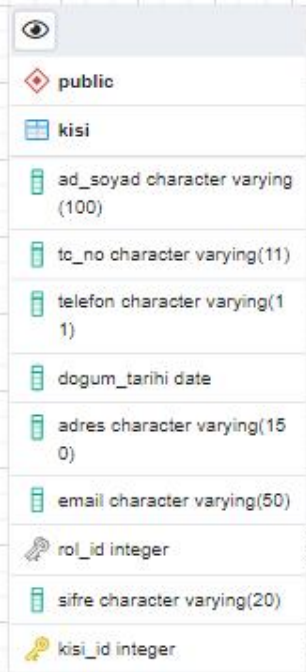 public
kisi
ad_soyad character varying
(100)
tc_no character varying(11)
telefon character varying(1
1)
dogum_tarihi date
adres character varying(15
0)
email character varying(50)
rol_id integer
sifre character varying(20)
kisi_id integer